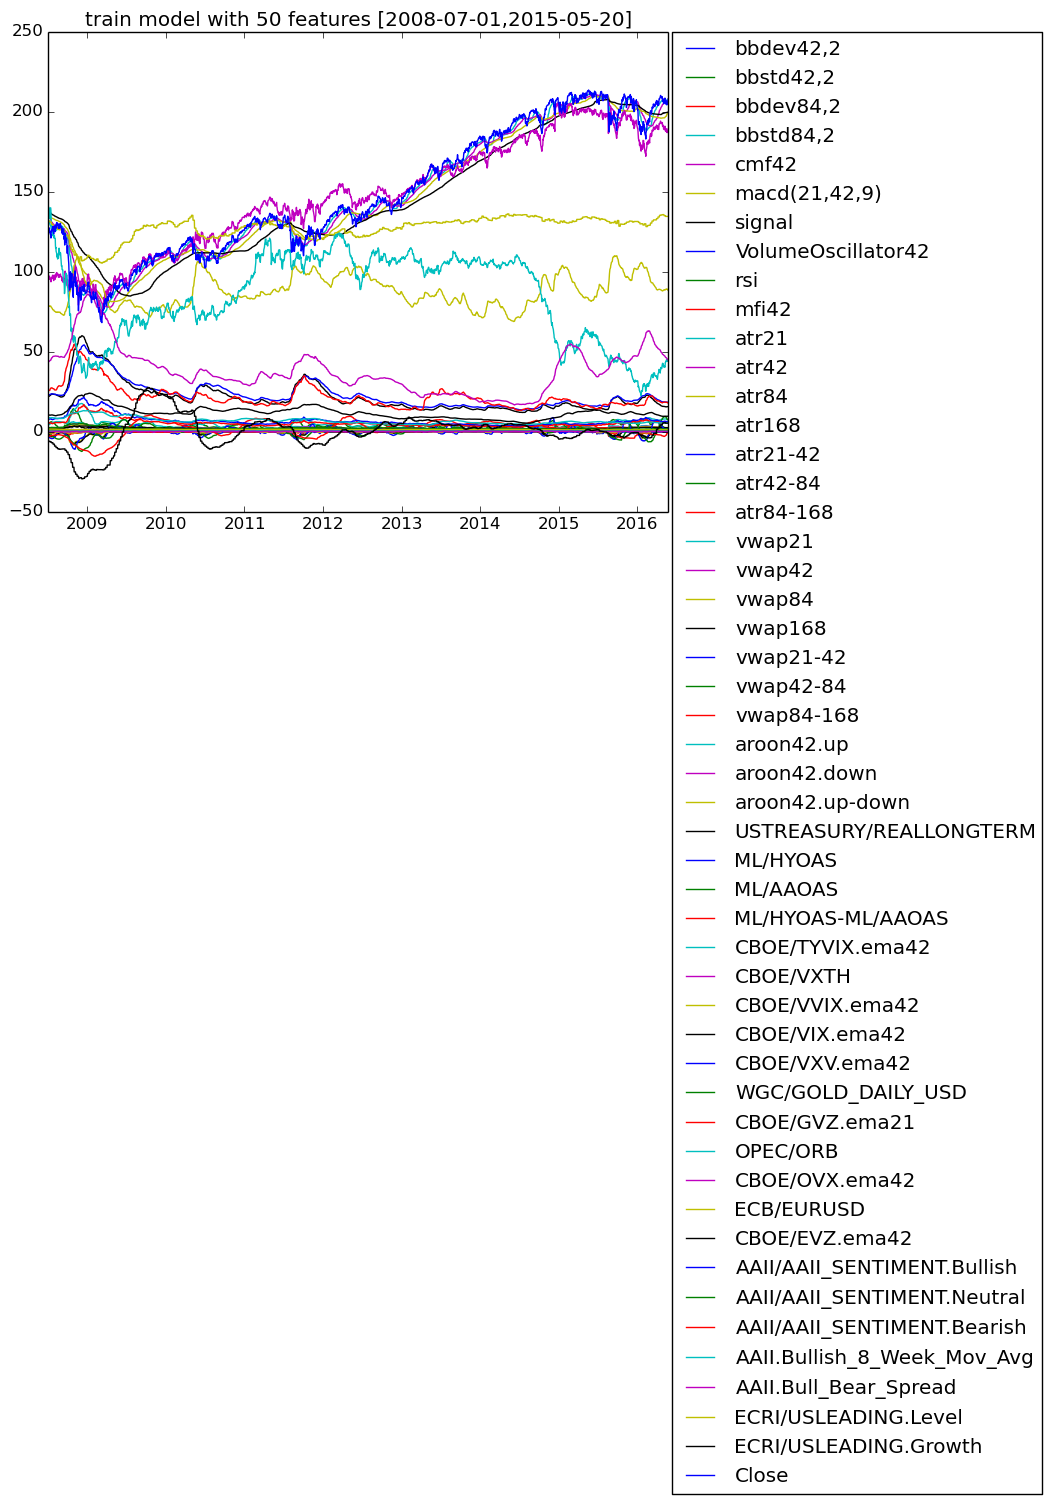 train model with 50 features [2008-07-01,2015-05-20]
250
200
150
100
50
0
−50
2009 2010 2011 2012 2013 2014 2015 2016
bbdev42,2
bbstd42,2
bbdev84,2
bbstd84,2
cmf42
macd(21,42,9)
signal
VolumeOscillator42
rsi
mfi42
atr21
atr42
atr84
atr168
atr21-42
atr42-84
atr84-168
vwap21
vwap42
vwap84
vwap168
vwap21-42
vwap42-84
vwap84-168
aroon42.up
aroon42.down
aroon42.up-down
USTREASURY/REALLONGTERM
ML/HYOAS
ML/AAOAS
ML/HYOAS-ML/AAOAS
CBOE/TYVIX.ema42
CBOE/VXTH
CBOE/VVIX.ema42
CBOE/VIX.ema42
CBOE/VXV.ema42
WGC/GOLD_DAILY_USD
CBOE/GVZ.ema21
OPEC/ORB
CBOE/OVX.ema42
ECB/EURUSD
CBOE/EVZ.ema42
AAII/AAII_SENTIMENT.Bullish
AAII/AAII_SENTIMENT.Neutral
AAII/AAII_SENTIMENT.Bearish
AAII.Bullish_8_Week_Mov_Avg
AAII.Bull_Bear_Spread
ECRI/USLEADING.Level
ECRI/USLEADING.Growth
Close